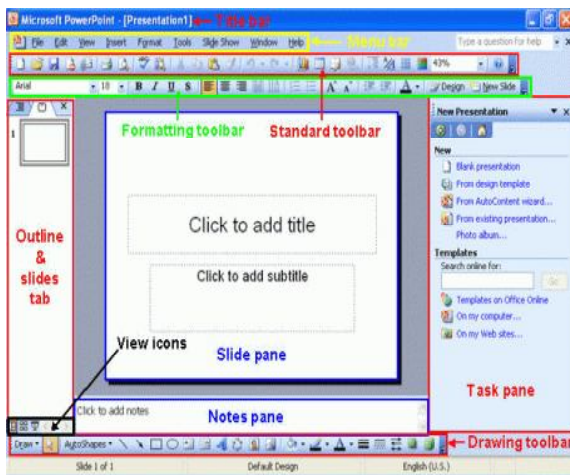 Microsoft PowerPoint - [Presentation1] Title bar
File Edit View Insert Format Tools Slide Show Window Help Menu bar Type a question for help
43%
Arial 18 B I U S A A A Design New Slide
Formatting toolbar Standard toolbar
New Presentation
1
New
Blank presentation
From design template
From AutoContent wizard...
From existing presentation...
Photo album...
Templates
Search online for:
Go
Templates on Office Online
On my computer...
On my Web sites...
Outline
&
slides
tab
Click to add title
Click to add subtitle
View icons
Slide pane
Task pane
Click to add notes
Notes pane
Draw AutoShapes A A Drawing toolbar
Slide 1 of 1 Default Design English (U.S.)